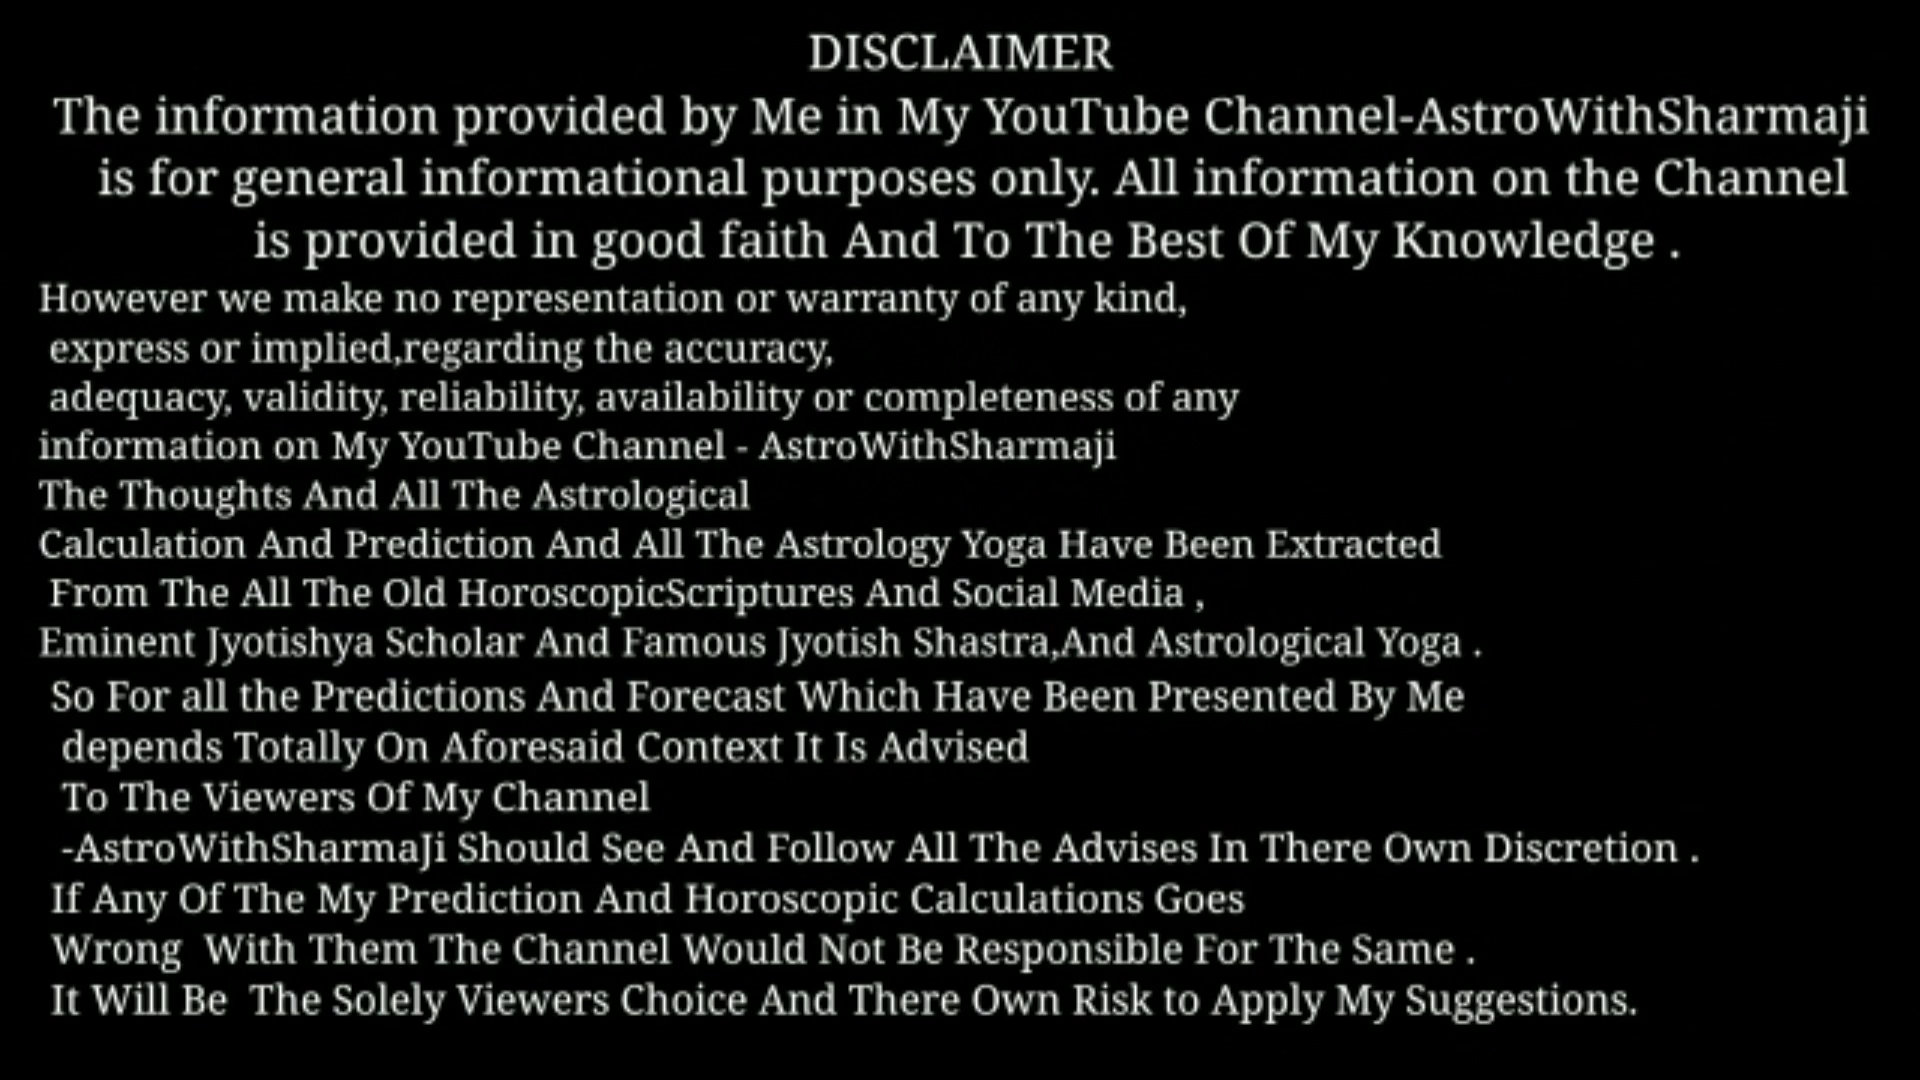 DISCLAIMER
The information provided by Me in My YouTube Channel-AstroWithSharmaji
is for general informational purposes only. All information on the Channel
is provided in good faith And To The Best Of My Knowledge .
However we make no representation or warranty of any kind,
express or implied,regarding the accuracy,
adequacy, validity, reliability, availability or completeness of any
information on My YouTube Channel - AstroWithSharmaji
The Thoughts And All The Astrological
Calculation And Prediction And All The Astrology Yoga Have Been Extracted
From The All The Old HoroscopicScriptures And Social Media ,
Eminent Jyotishya Scholar And Famous Jyotish Shastra,And Astrological Yoga .
So For all the Predictions And Forecast Which Have Been Presented By Me
depends Totally On Aforesaid Context It Is Advised
To The Viewers Of My Channel
-AstroWithSharmaJi Should See And Follow All The Advises In There Own Discretion .
If Any Of The My Prediction And Horoscopic Calculations Goes
Wrong  With Them The Channel Would Not Be Responsible For The Same .
It Will Be  The Solely Viewers Choice And There Own Risk to Apply My Suggestions.